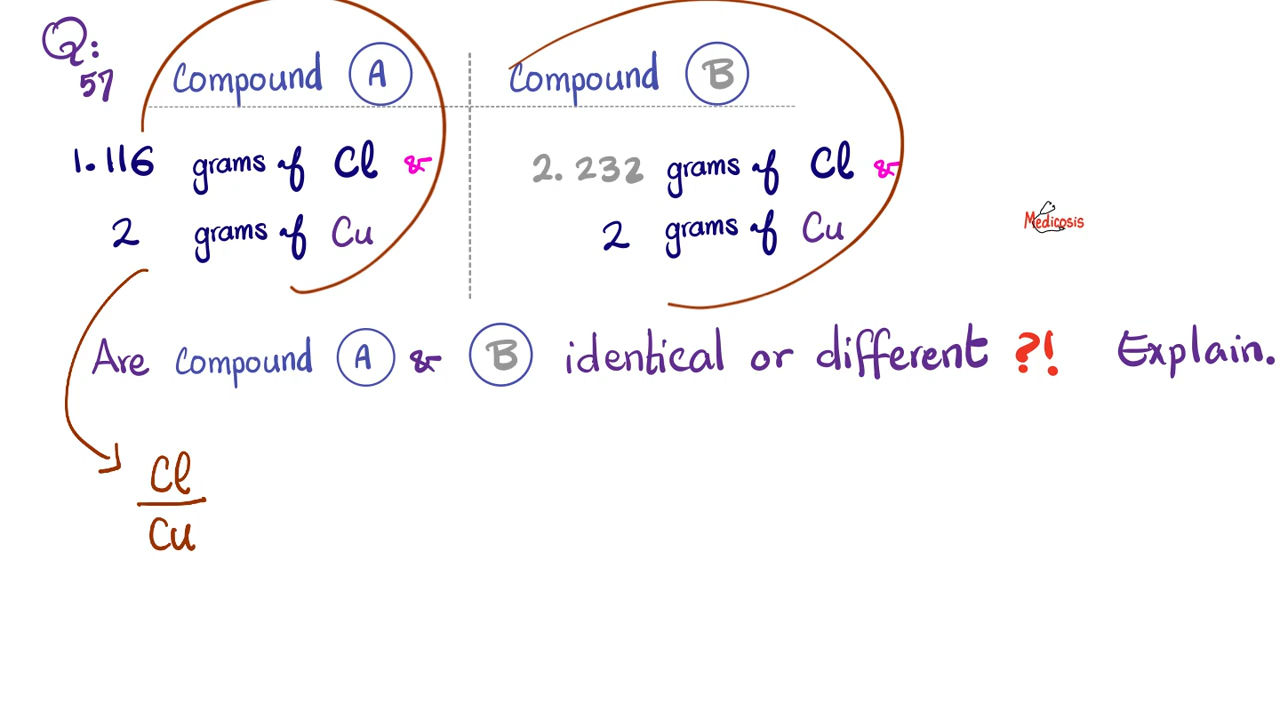 Q:
57
Compound A
Compound B
1.116 grams of Cl &
2.232 grams of Cl &
2 grams of Cu
2 grams of Cu
Medicosis
Are Compound A & B identical or different ?! Explain.
Cl
Cu